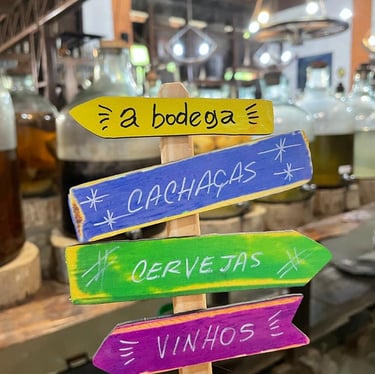 a bodega
CACHAÇAS
CERVEJAS
VINHOS